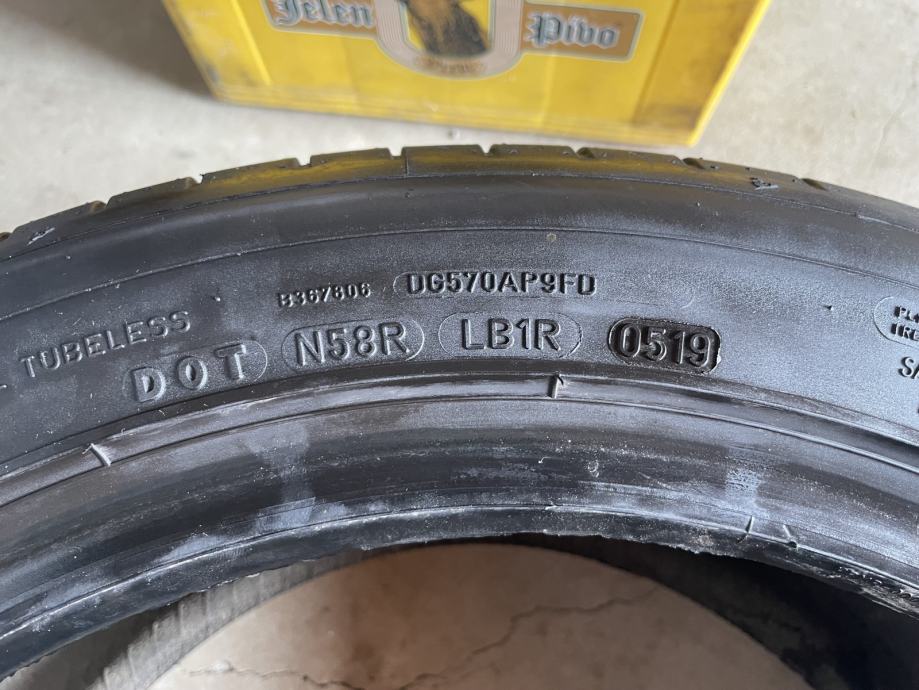 Jelen Pivo
B367806 DG570AP9FD
TUBELESS
DOT N58R LB1R 0519